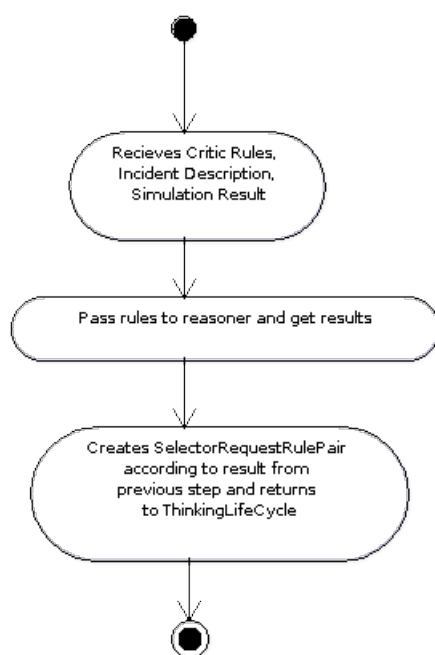 Recieves Critic Rules,
Incident Description,
Simulation Result
Pass rules to reasoner and get results
Creates SelectorRequestRulePair
according to result from
previous step and returns
to ThinkingLifeCycle